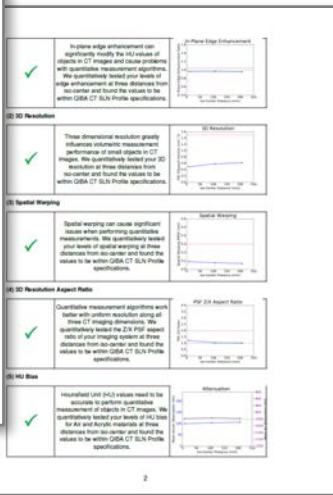 In-plane edge enhancement can
significantly modify the HU values of
objects in CT images and cause problems
with quantitative measurement algorithms.
We quantitatively tested your levels of
edge enhancement at three distances from
iso-center and found the values to be
within QIBA CT SLN Profile specifications.
In-Plane Edge Enhancement
(2) 3D Resolution
Three dimensional resolution greatly
influences volumetric measurement
performance of small objects in CT
images. We quantitatively tested your 3D
resolution at three distances from
iso-center and found the values to be
within QIBA CT SLN Profile specifications.
3D Resolution
(3) Spatial Warping
Spatial warping can cause significant
issues when performing quantitative
measurements. We quantitatively tested
your levels of spatial warping at three
distances from iso-center and found the
values to be within QIBA CT SLN Profile
specifications.
Spatial Warping
(4) 3D Resolution Aspect Ratio
Quantitative measurement algorithms work
better with uniform resolution along all
three CT imaging dimensions. We
quantitatively tested the Z/X PSF aspect
ratio of your imaging system at three
distances from iso-center and found the
values to be within QIBA CT SLN Profile
specifications.
PSF Z/X Aspect Ratio
(5) HU Bias
Hounsfield Unit (HU) values need to be
accurate to perform quantitative
measurement of objects in CT images. We
quantitatively tested your levels of HU bias
for Air and Acrylic materials at three
distances from iso-center and found the
values to be within QIBA CT SLN Profile
specifications.
Attenuation
2